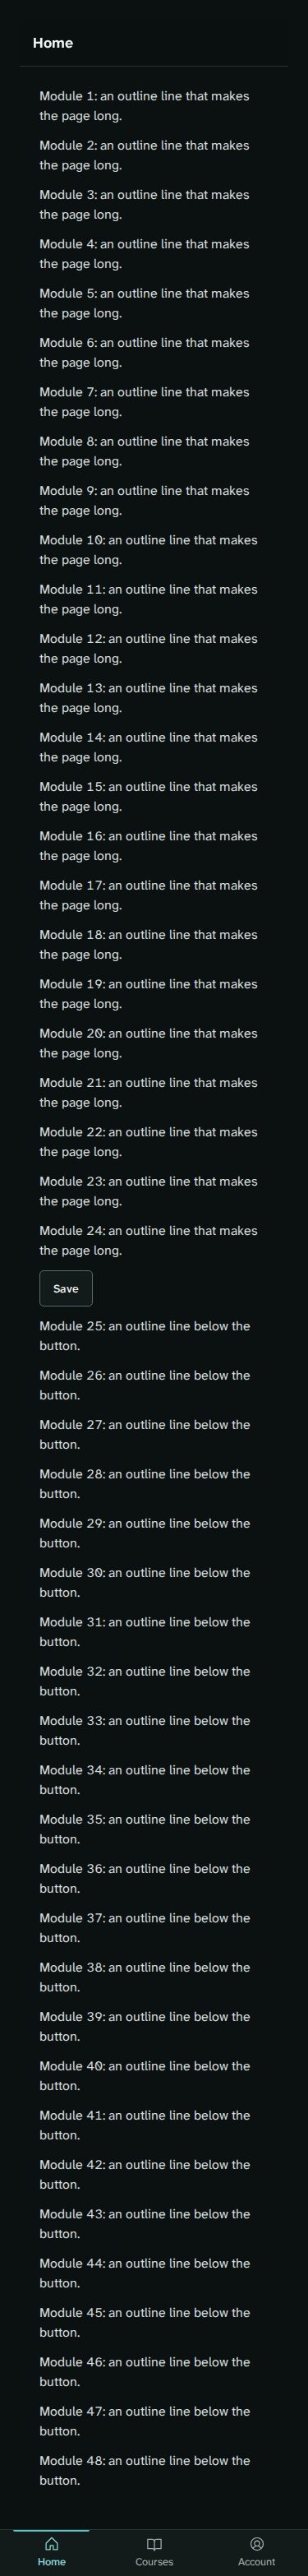 Home
Module 1: an outline line that makes
the page long.
Module 2: an outline line that makes
the page long.
Module 3: an outline line that makes
the page long.
Module 4: an outline line that makes
the page long.
Module 5: an outline line that makes
the page long.
Module 6: an outline line that makes
the page long.
Module 7: an outline line that makes
the page long.
Module 8: an outline line that makes
the page long.
Module 9: an outline line that makes
the page long.
Module 10: an outline line that makes
the page long.
Module 11: an outline line that makes
the page long.
Module 12: an outline line that makes
the page long.
Module 13: an outline line that makes
the page long.
Module 14: an outline line that makes
the page long.
Module 15: an outline line that makes
the page long.
Module 16: an outline line that makes
the page long.
Module 17: an outline line that makes
the page long.
Module 18: an outline line that makes
the page long.
Module 19: an outline line that makes
the page long.
Module 20: an outline line that makes
the page long.
Module 21: an outline line that makes
the page long.
Module 22: an outline line that makes
the page long.
Module 23: an outline line that makes
the page long.
Module 24: an outline line that makes
the page long.
Save
Module 25: an outline line below the
button.
Module 26: an outline line below the
button.
Module 27: an outline line below the
button.
Module 28: an outline line below the
button.
Module 29: an outline line below the
button.
Module 30: an outline line below the
button.
Module 31: an outline line below the
button.
Module 32: an outline line below the
button.
Module 33: an outline line below the
button.
Module 34: an outline line below the
button.
Module 35: an outline line below the
button.
Module 36: an outline line below the
button.
Module 37: an outline line below the
button.
Module 38: an outline line below the
button.
Module 39: an outline line below the
button.
Module 40: an outline line below the
button.
Module 41: an outline line below the
button.
Module 42: an outline line below the
button.
Module 43: an outline line below the
button.
Module 44: an outline line below the
button.
Module 45: an outline line below the
button.
Module 46: an outline line below the
button.
Module 47: an outline line below the
button.
Module 48: an outline line below the
button.
Home Courses Account